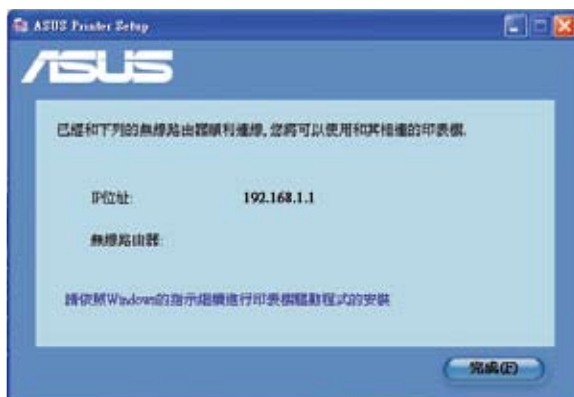 ASUS Printer Setup
ASUS
已經和下列的無線路由器順利連線, 您將可以使用和其相連的印表機.
IP位址: 192.168.1.1
無線路由器:
請依照Windows的指示繼續進行印表機驅動程式的安裝
完成(F)